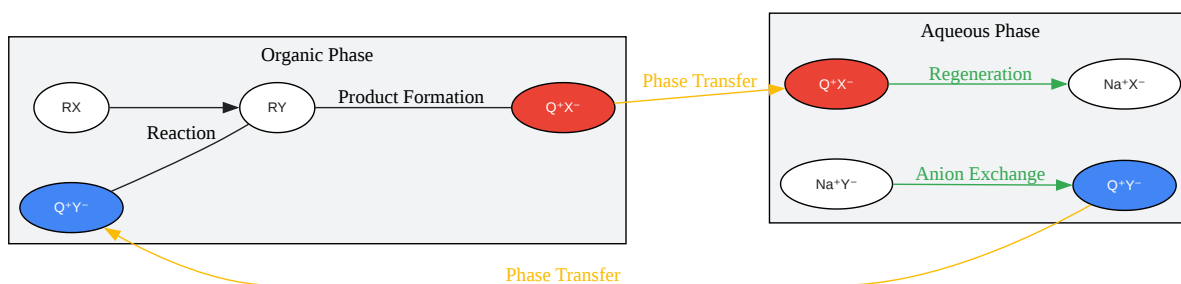 Organic Phase
RX
RY
Product Formation
Q⁺X⁻
Reaction
Q⁺Y⁻
Phase Transfer
Aqueous Phase
Q⁺X⁻
Regeneration
Na⁺X⁻
Na⁺Y⁻
Anion Exchange
Q⁺Y⁻
Phase Transfer